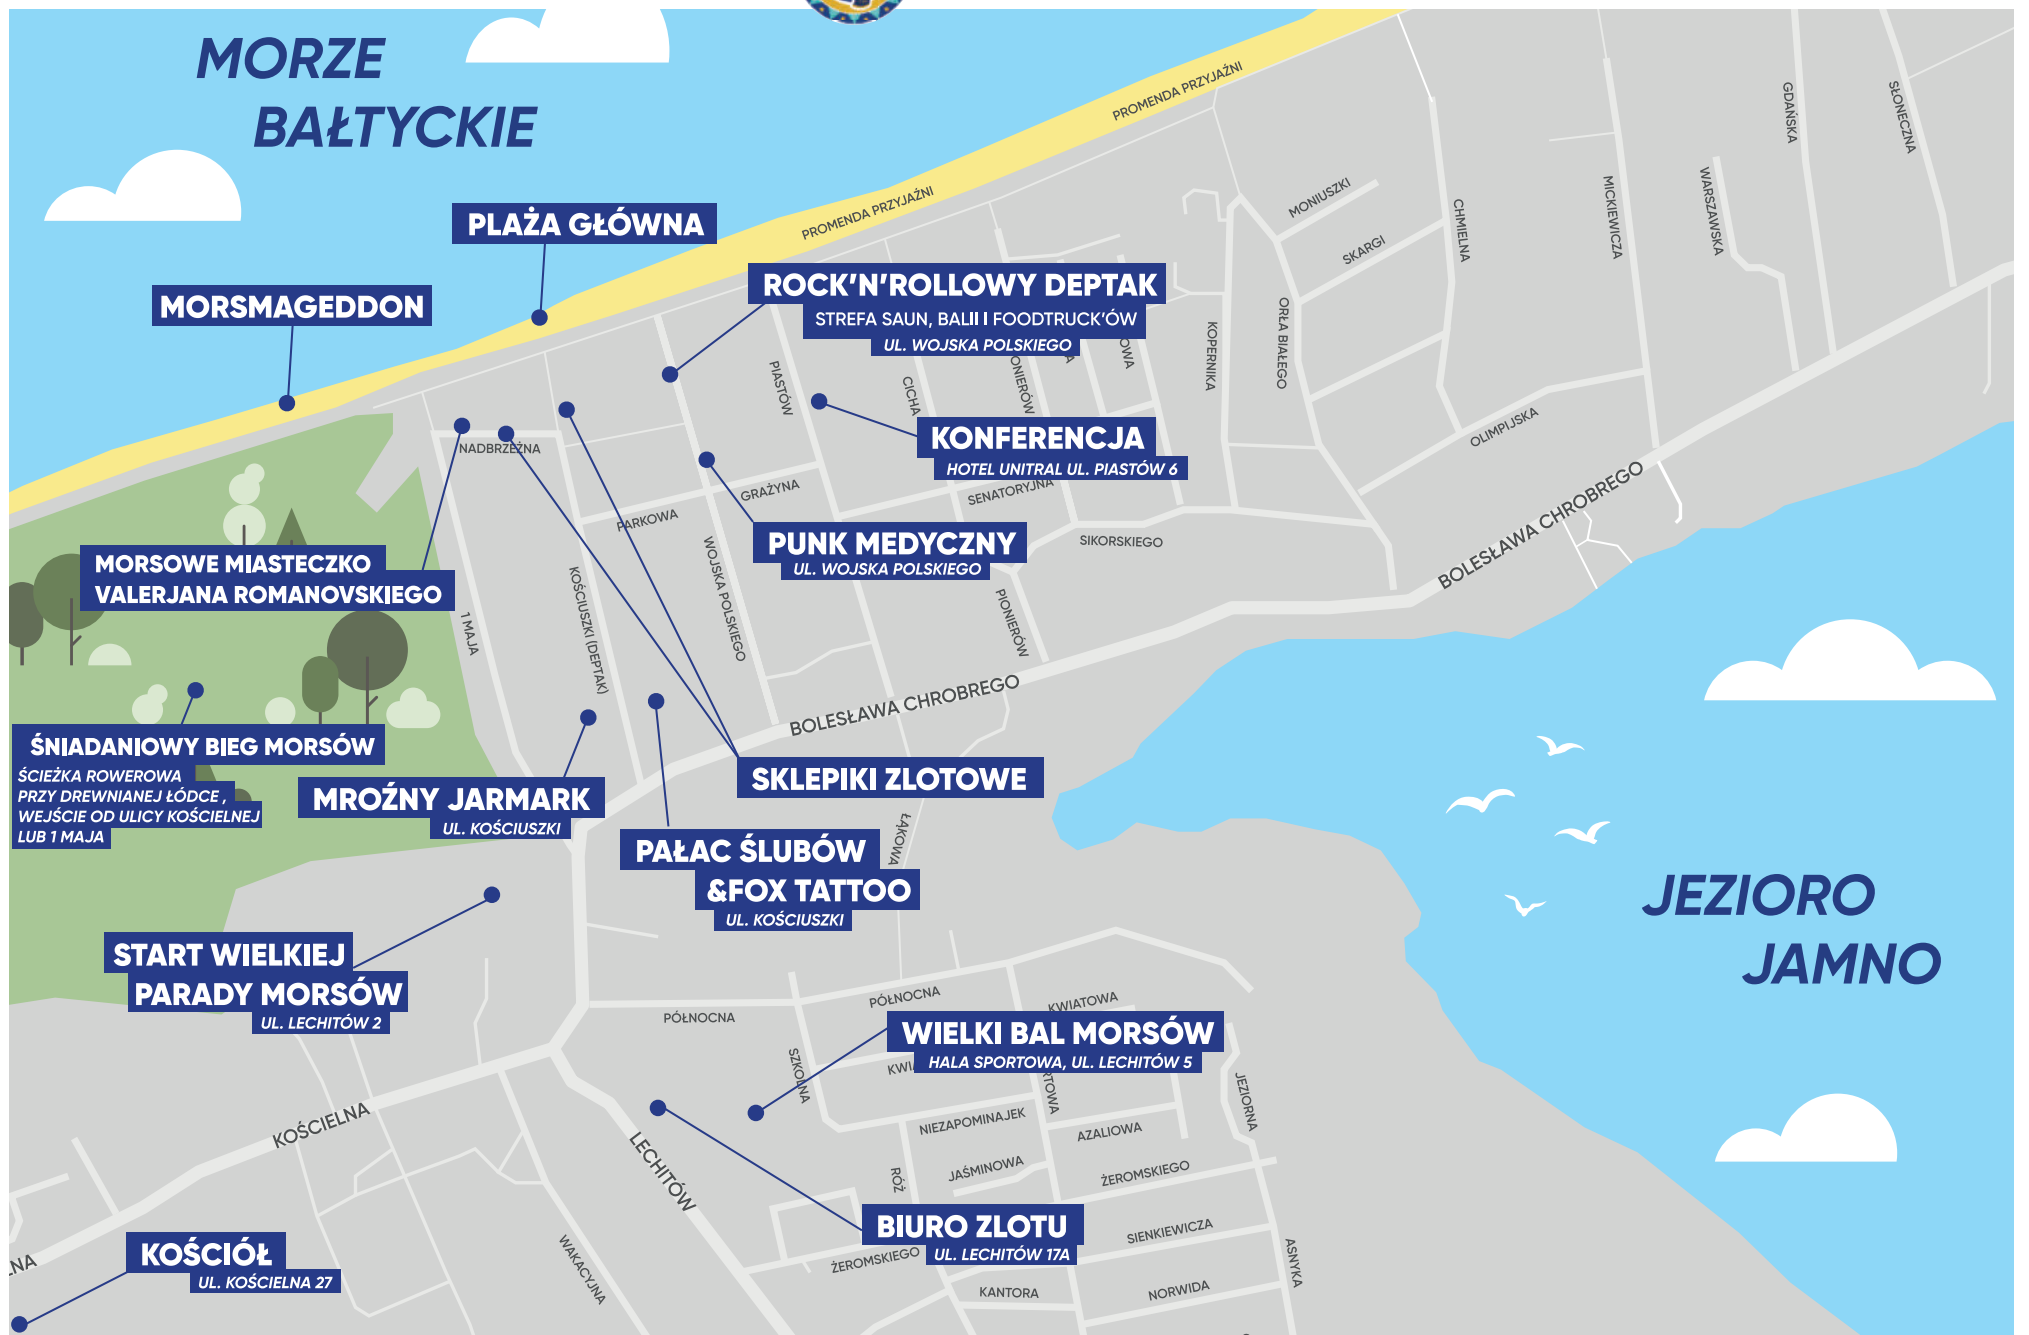 MORZE
BAŁTYCKIE
PROMENDA PRZYJAŹNI
PROMENDA PRZYJAŹNI
GDAŃSKA
SŁONECZNA
MONIUSZKI
SKARGI
CHMIELNA
MICKIEWICZA
WARSZAWSKA
PLAŻA GŁÓWNA
MORSMAGEDDON
ROCK'N'ROLLOWY DEPTAK
STREFA SAUN, BALII I FOODTRUCK'ÓW
UL. WOJSKA POLSKIEGO
PIASTÓW
CICHA
KOPERNIKA
ORŁA BIAŁEGO
OLIMPIJSKA
KONFERENCJA
HOTEL UNITRAL UL. PIASTÓW 6
NADBRZEŻNA
GRAŻYNA
SENATORYJNA
PARKOWA
SIKORSKIEGO
BOLESŁAWA CHROBREGO
PUNK MEDYCZNY
UL. WOJSKA POLSKIEGO
MORSOWE MIASTECZKO
VALERJANA ROMANOVSKIEGO
1 MAJA
KOŚCIUSZKI (DEPTAK)
WOJSKA POLSKIEGO
PIONIERÓW
BOLESŁAWA CHROBREGO
ŚNIADANIOWY BIEG MORSÓW
ŚCIEŻKA ROWEROWA
PRZY DREWNIANEJ ŁÓDCE ,
WEJŚCIE OD ULICY KOŚCIELNEJ
LUB 1 MAJA
MROŹNY JARMARK
UL. KOŚCIUSZKI
SKLEPIKI ZLOTOWE
ŁĄKOWA
PAŁAC ŚLUBÓW
&FOX TATTOO
UL. KOŚCIUSZKI
JEZIORO
JAMNO
START WIELKIEJ
PARADY MORSÓW
UL. LECHITÓW 2
PÓŁNOCNA
PÓŁNOCNA
KWIATOWA
WIELKI BAL MORSÓW
HALA SPORTOWA, UL. LECHITÓW 5
SZKOLNA
JEZIORNA
NIEZAPOMINAJEK
AZALIOWA
KOŚCIELNA
LECHITÓW
JAŚMINOWA
RÓŻ
ŻEROMSKIEGO
BIURO ZLOTU
UL. LECHITÓW 17A
SIENKIEWICZA
ŻEROMSKIEGO
ASNYKA
KANTORA
NORWIDA
WAKACYJNA
KOŚCIÓŁ
UL. KOŚCIELNA 27